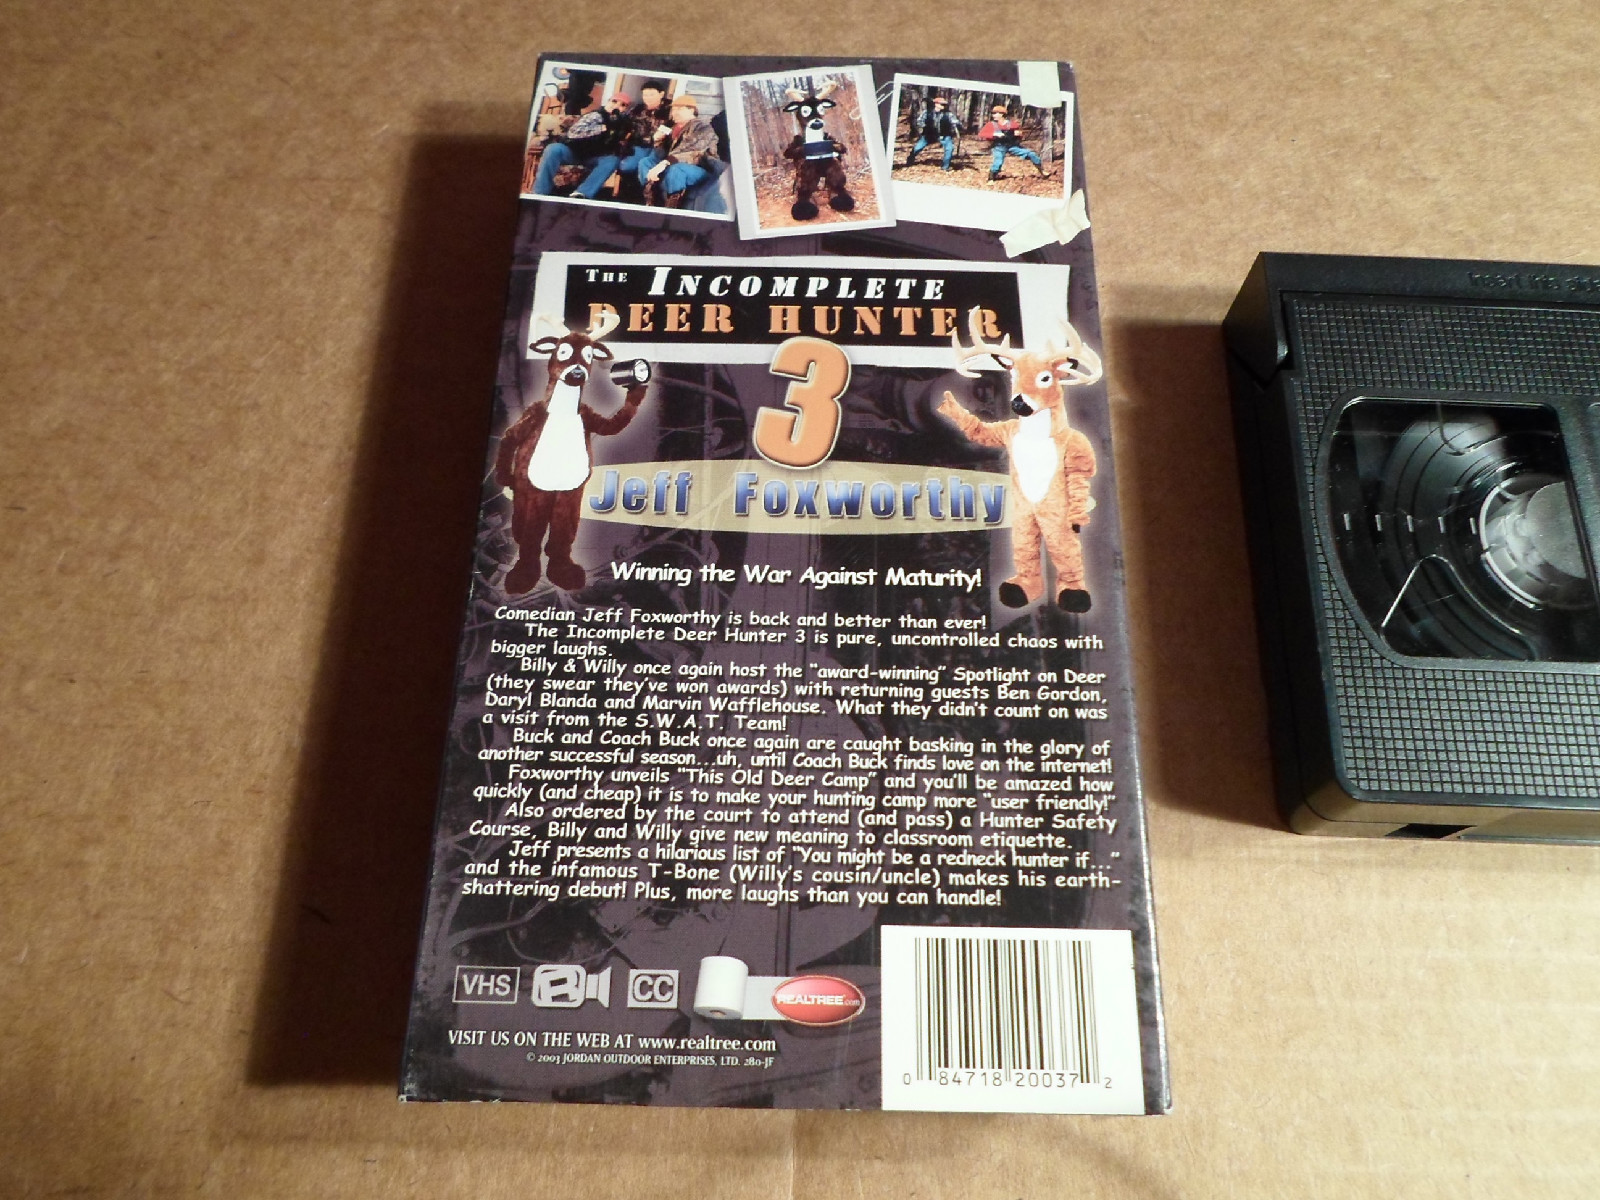 THE INCOMPLETE
DEER HUNTER
3
Jeff Foxworthy
Winning the War Against Maturity!
Comedian Jeff Foxworthy is back and better than ever!
The Incomplete Deer Hunter 3 is pure, uncontrolled chaos with
bigger laughs.
Billy & Willy once again host the "award-winning" Spotlight on Deer
(they swear they've won awards) with returning guests Ben Gordon,
Daryl Blanda and Marvin Wafflehouse. What they didn't count on was
a visit from the S.W.A.T. Team!
Buck and Coach Buck once again are caught basking in the glory of
another successful season...uh, until Coach Buck finds love on the internet!
Foxworthy unveils "This Old Deer Camp" and you'll be amazed how
quickly (and cheap) it is to make your hunting camp more "user friendly!"
Also ordered by the court to attend (and pass) a Hunter Safety
Course, Billy and Willy give new meaning to classroom etiquette.
Jeff presents a hilarious list of "You might be a redneck hunter if..."
and the infamous T-Bone (Willy's cousin/uncle) makes his earth-
shattering debut! Plus, more laughs than you can handle!
VHS CC REALTREE.com
VISIT US ON THE WEB AT www.realtree.com
© 2003 JORDAN OUTDOOR ENTERPRISES, LTD. 280-JF
0 84718 20037 2
Insert this side